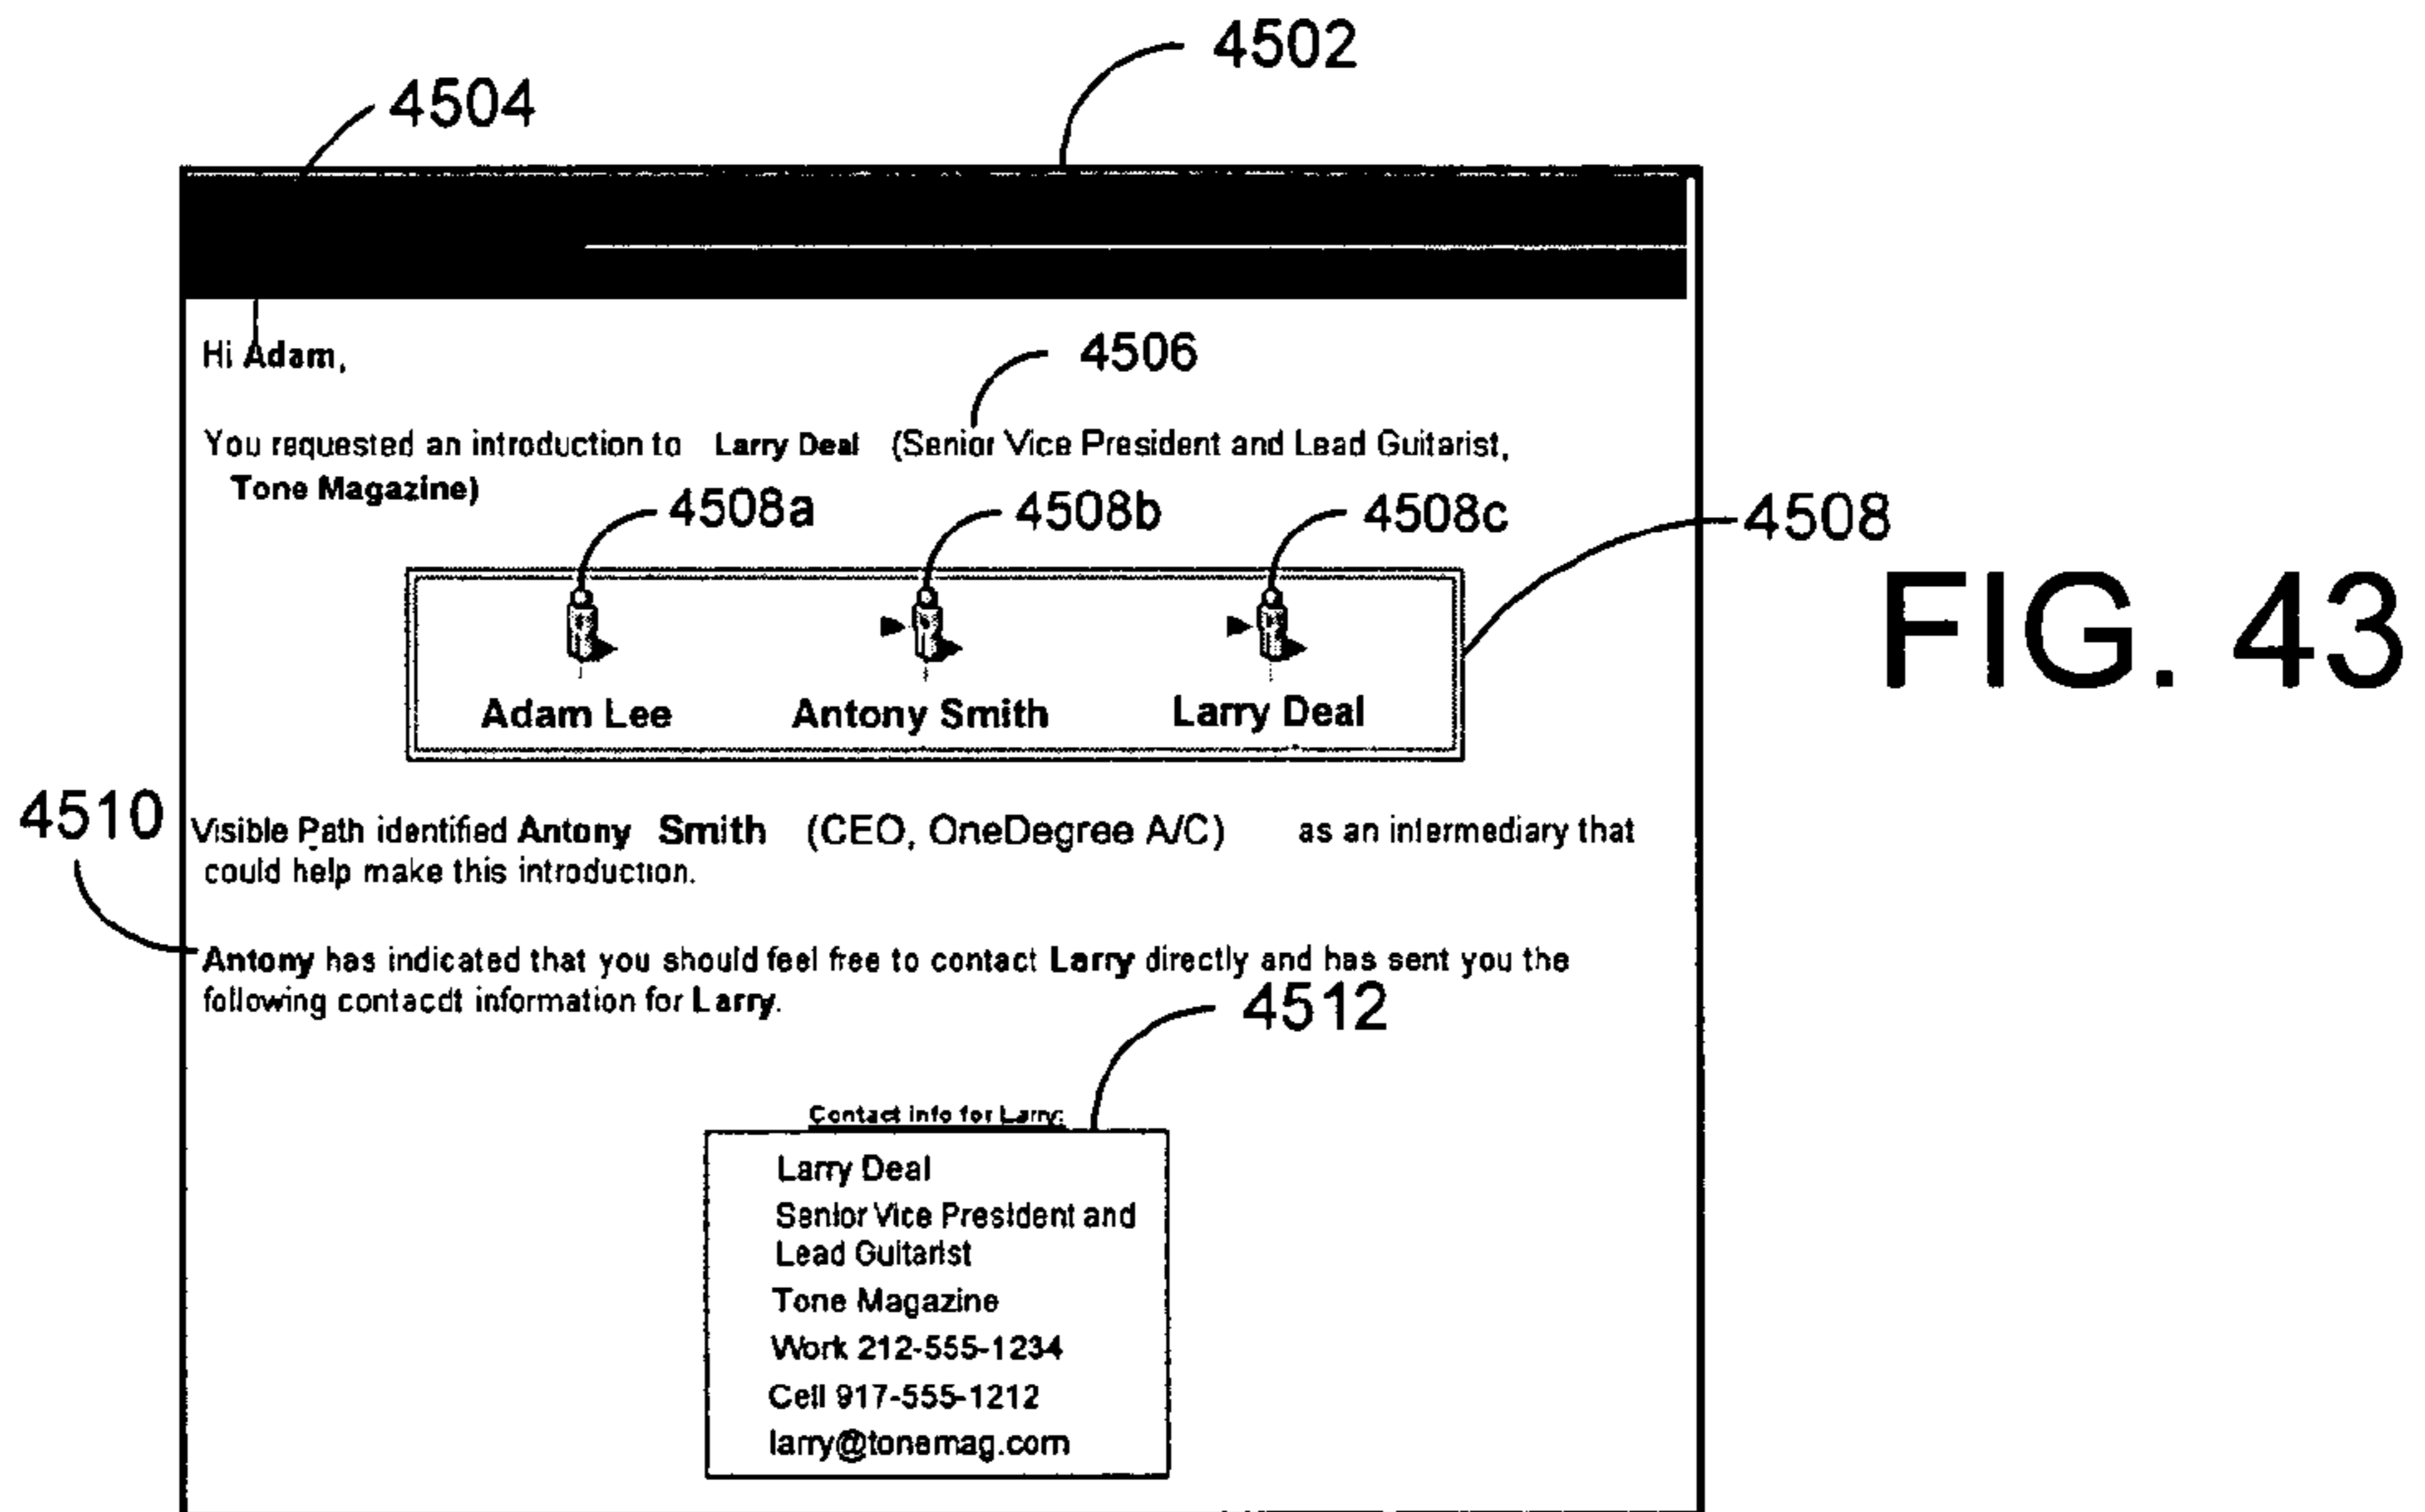 4502
4504
Hi Adam,
4506
You requested an introduction to Larry Deal (Senior Vice President and Lead Guitarist,
Tone Magazine)
4508a 4508b 4508c 4508
FIG. 43
Adam Lee Antony Smith Larry Deal
4510
Visible Path identified Antony Smith (CEO, OneDegree A/C) as an intermediary that
could help make this introduction.
Antony has indicated that you should feel free to contact Larry directly and has sent you the
following contacdt information for Larry.
4512
Contact info for Larry:
Larry Deal
Senior Vice President and
Lead Guitarist
Tone Magazine
Work 212-555-1234
Cell 917-555-1212
larry@tonemag.com